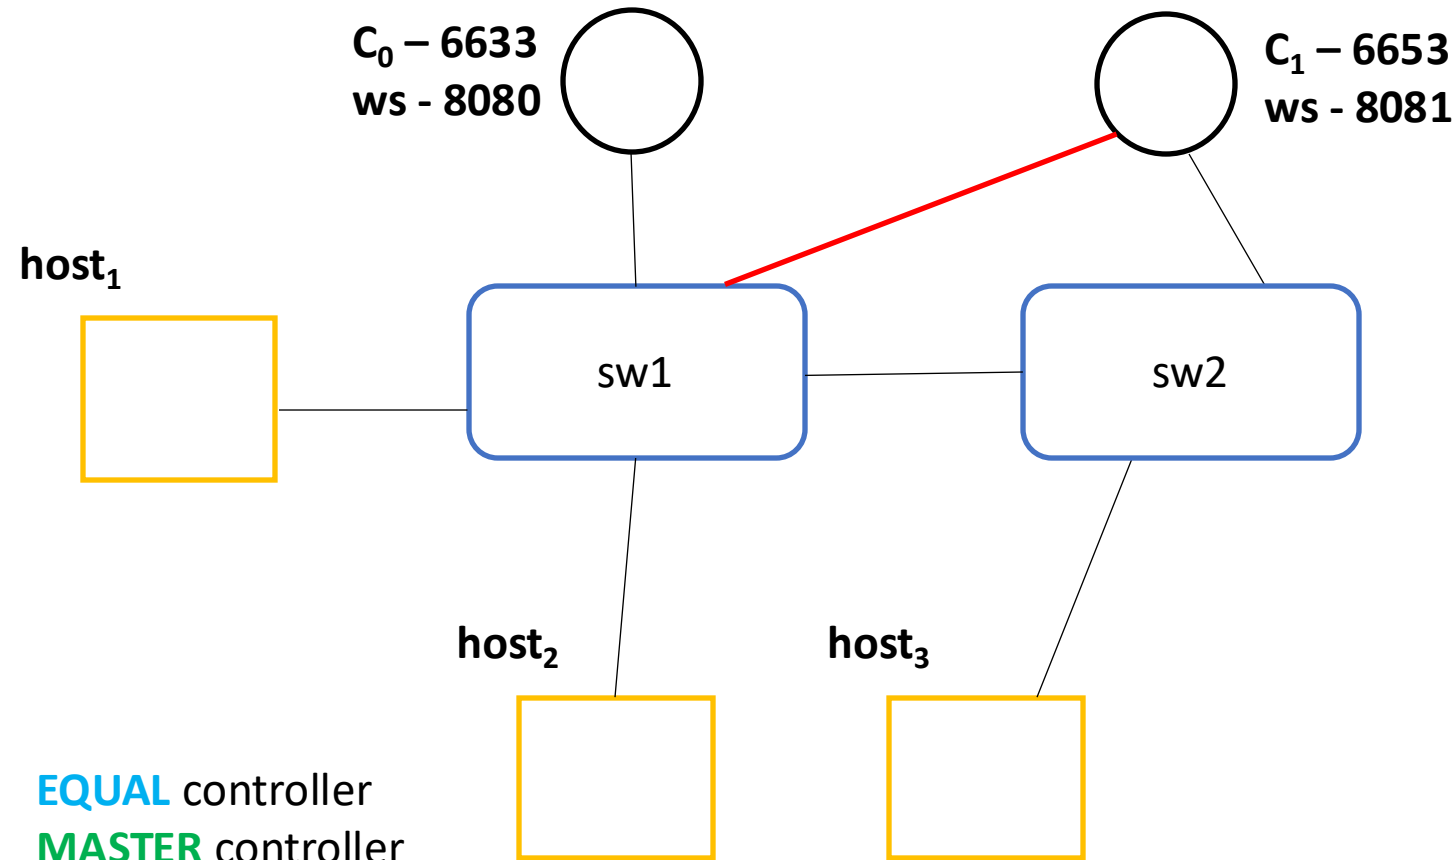 C₀ – 6633
ws - 8080
C₁ – 6653
ws - 8081
host₁
sw1
sw2
host₂
host₃
EQUAL controller
MASTER controller